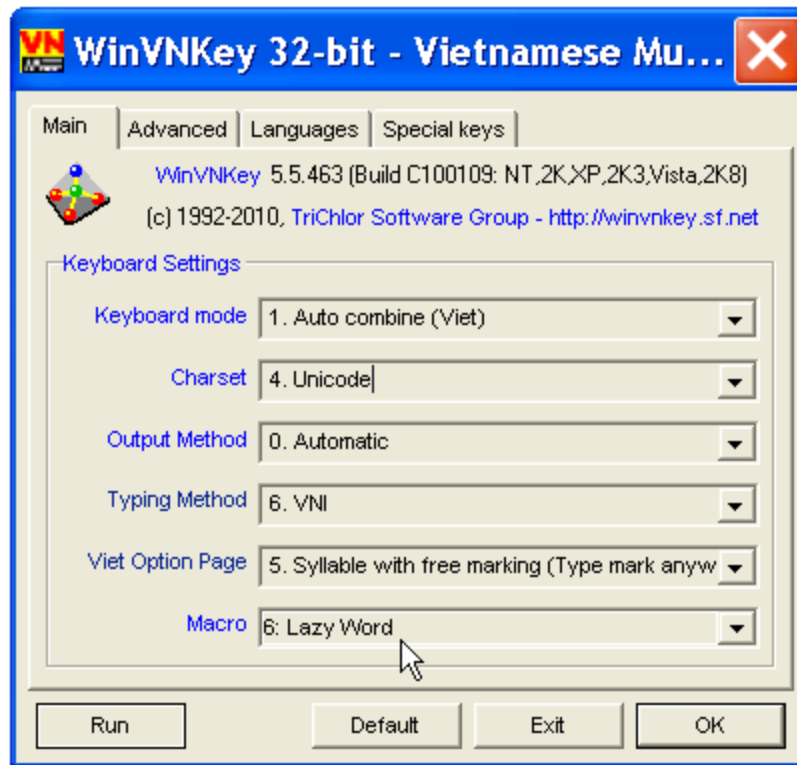 VN
WinVNKey 32-bit - Vietnamese Mu...
Main Advanced Languages Special keys
WinVNKey 5.5.463 (Build C100109: NT,2K,XP,2K3,Vista,2K8)
(c) 1992-2010, TriChlor Software Group - http://winvnkey.sf.net
Keyboard Settings
Keyboard mode 1. Auto combine (Viet)
Charset 4. Unicode
Output Method 0. Automatic
Typing Method 6. VNI
Viet Option Page 5. Syllable with free marking (Type mark anyw
Macro 6: Lazy Word
Run Default Exit OK